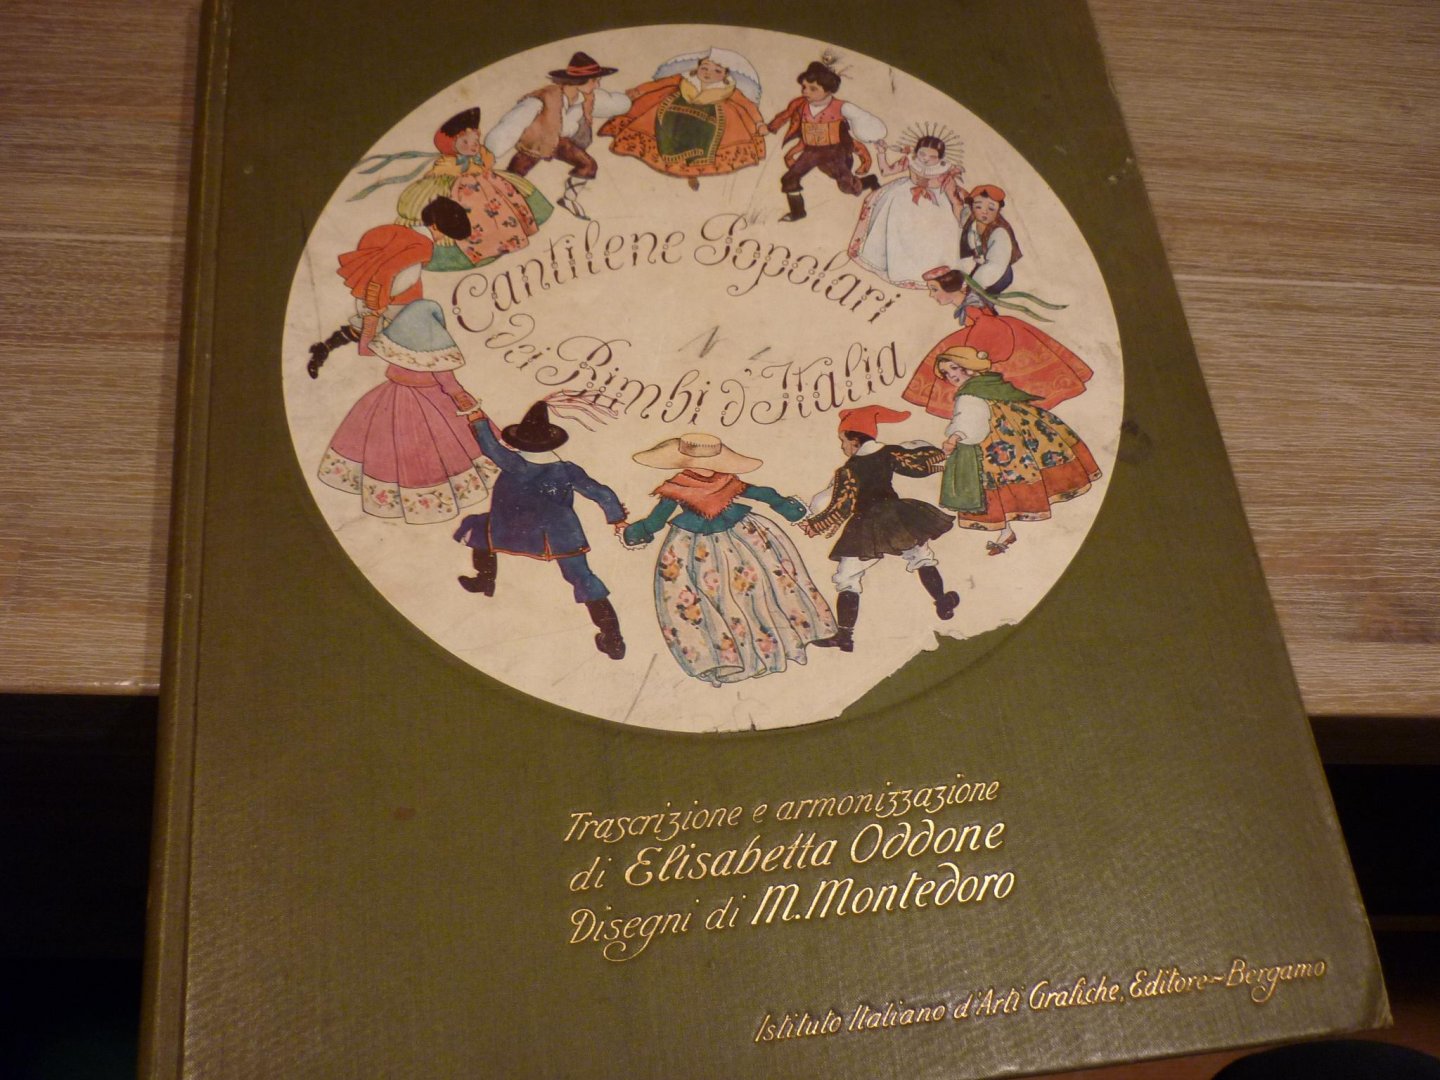 Cantilene Popolari
dei Bimbi d'Italia
Trascrizione e armonizzazione
di Elisabetta Oddone
Disegni di M. Montedoro
Istituto Italiano d'Arti Grafiche, Editore - Bergamo